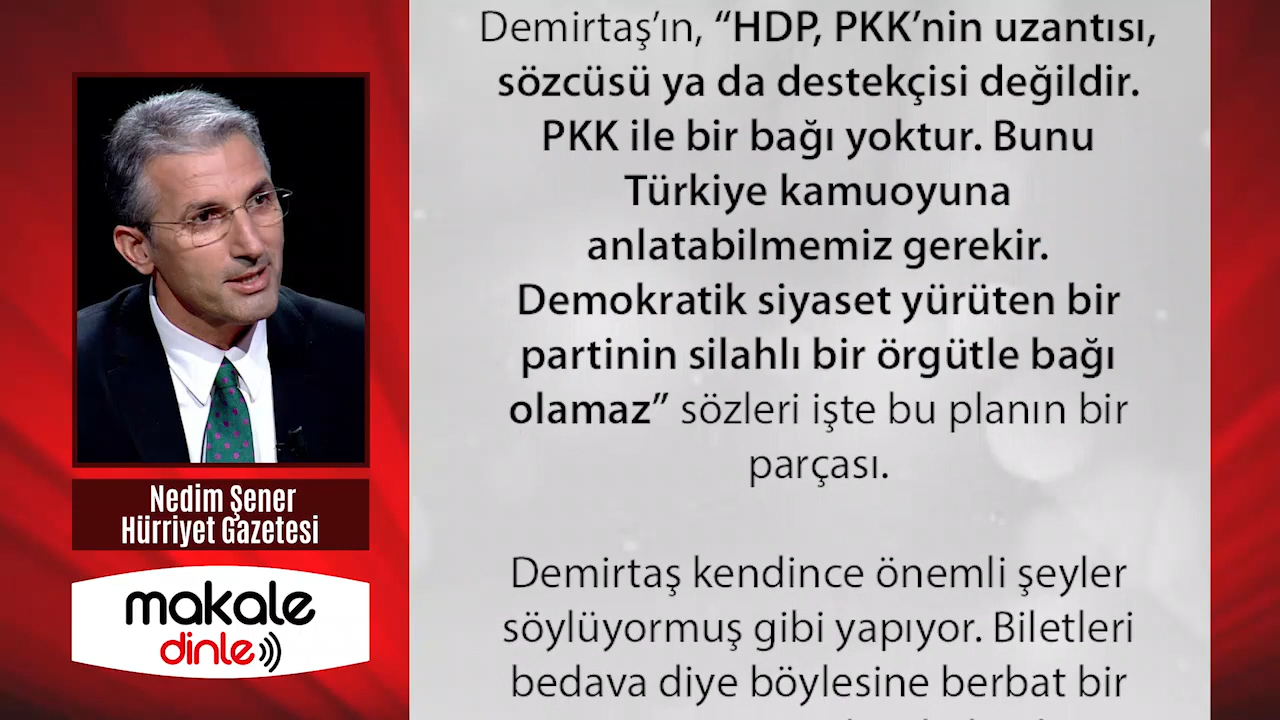 Demirtaş’ın, “HDP, PKK’nin uzantısı,
sözcüsü ya da destekçisi değildir.
PKK ile bir bağı yoktur. Bunu
Türkiye kamuoyuna
anlatabilmemiz gerekir.
Demokratik siyaset yürüten bir
partinin silahlı bir örgütle bağı
olamaz” sözleri işte bu planın bir
parçası.
Demirtaş kendince önemli şeyler
söylüyormuş gibi yapıyor. Biletleri
bedava diye böylesine berbat bir
Nedim Şener
Hürriyet Gazetesi
makale
dinle